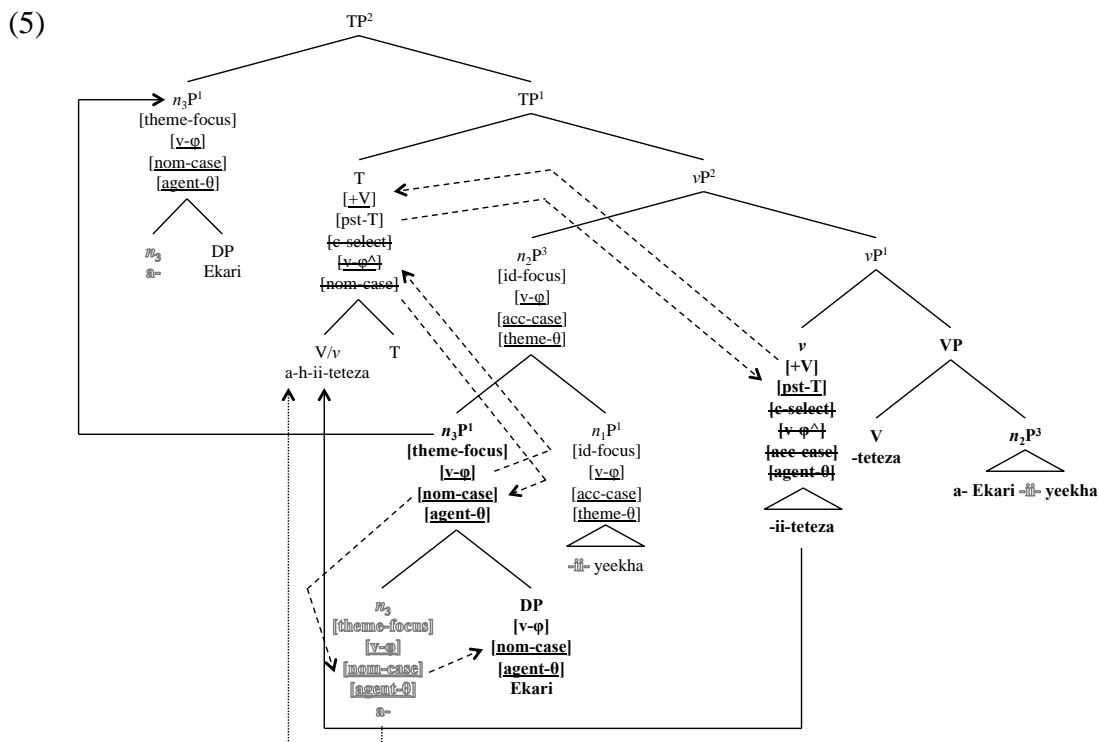 (5)
TP²
n₃P¹
[theme-focus]
[v-φ]
[nom-case]
[agent-θ]
n₃
a-
DP
Ekari
TP¹
T
[+V]
[pst-T]
[c-select]
[v-φ^]
[nom-case]
V/v
a-h-ii-teteza
T
vP²
n₂P³
[id-focus]
[v-φ]
[acc-case]
[theme-θ]
n₃P¹
[theme-focus]
[v-φ]
[nom-case]
[agent-θ]
n₃
[theme-focus]
[v-φ]
[nom-case]
[agent-θ]
a-
DP
[v-φ]
[nom-case]
[agent-θ]
Ekari
n₁P¹
[id-focus]
[v-φ]
[acc-case]
[theme-θ]
-ii- yeekha
vP¹
v
[+V]
[pst-T]
[c-select]
[v-φ^]
[acc-case]
[agent-θ]
-ii-teteza
VP
V
-teteza
n₂P³
a- Ekari -ii- yeekha